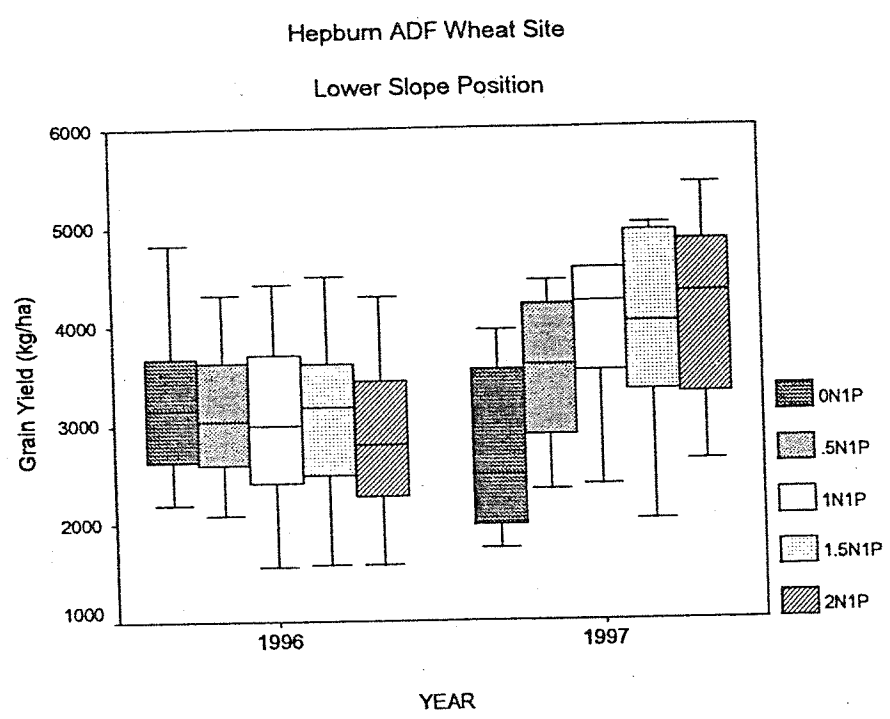 Hepburn ADF Wheat Site
Lower Slope Position
6000
5000
4000
3000
2000
1000
Grain Yield (kg/ha)
1996
1997
YEAR
0N1P
.5N1P
1N1P
1.5N1P
2N1P